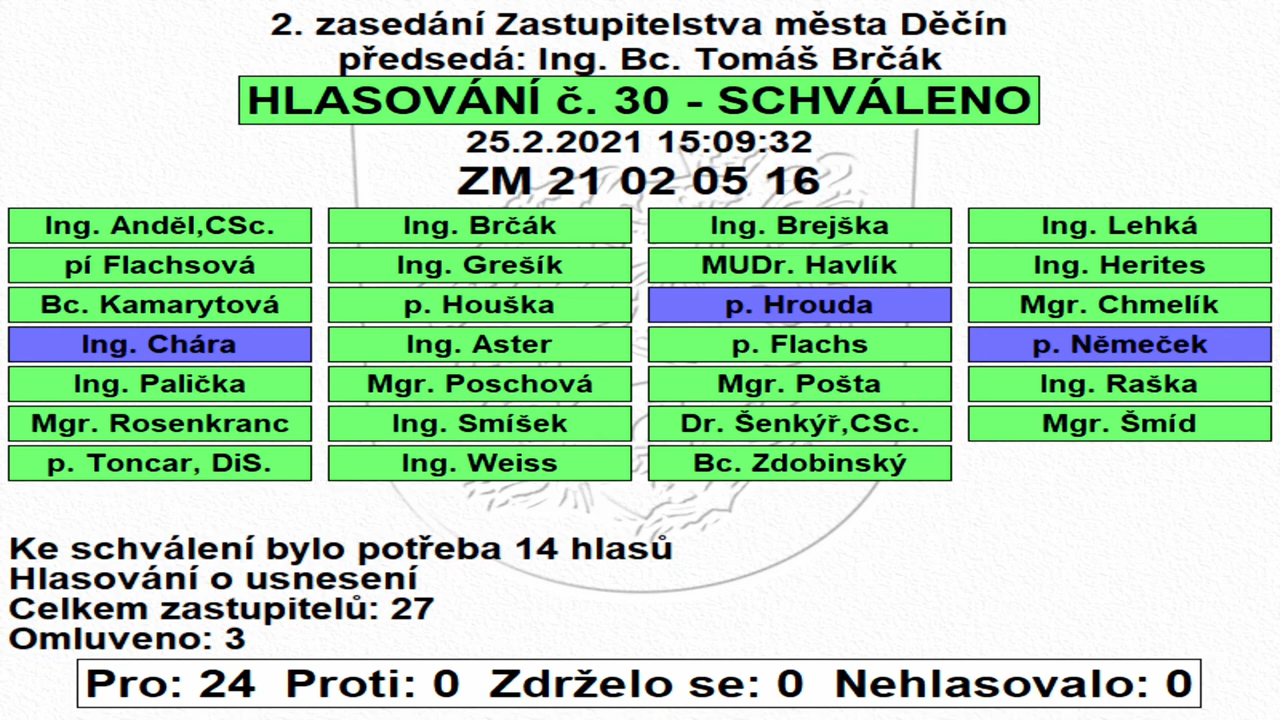 2. zasedání Zastupitelstva města Děčín
předsedá: Ing. Bc. Tomáš Brčák
HLASOVÁNÍ č. 30 - SCHVÁLENO
25.2.2021 15:09:32
ZM 21 02 05 16
Ing. Anděl,CSc. Ing. Brčák Ing. Brejška Ing. Lehká
pí Flachsová Ing. Grešík MUDr. Havlík Ing. Herites
Bc. Kamarytová p. Houška p. Hrouda Mgr. Chmelík
Ing. Chára Ing. Aster p. Flachs p. Němeček
Ing. Palička Mgr. Poschová Mgr. Pošta Ing. Raška
Mgr. Rosenkranc Ing. Smíšek Dr. Šenkýř,CSc. Mgr. Šmíd
p. Toncar, DiS. Ing. Weiss Bc. Zdobinský
Ke schválení bylo potřeba 14 hlasů
Hlasování o usnesení
Celkem zastupitelů: 27
Omluveno: 3
Pro: 24 Proti: 0 Zdrželo se: 0 Nehlasovalo: 0